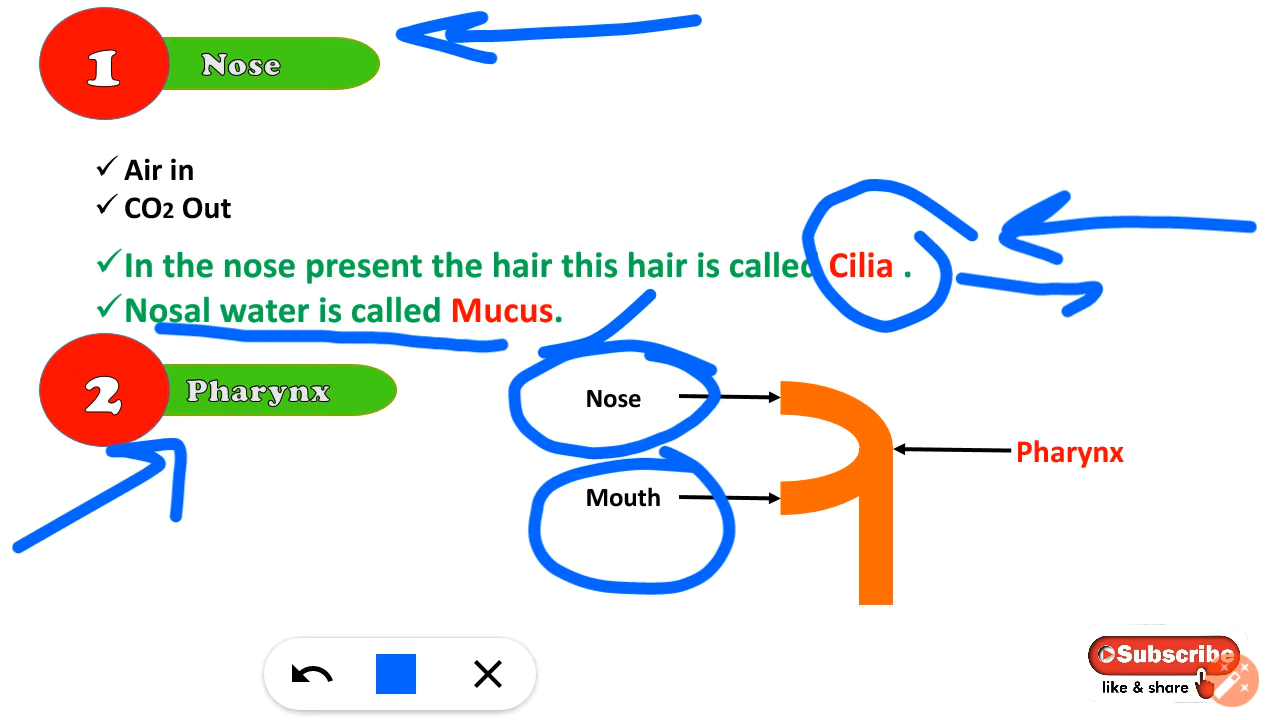 1 Nose
✓ Air in
✓ CO2 Out
✓ In the nose present the hair this hair is called Cilia .
✓ Nosal water is called Mucus.
2 Pharynx
Nose
Pharynx
Mouth
Subscribe
like & share